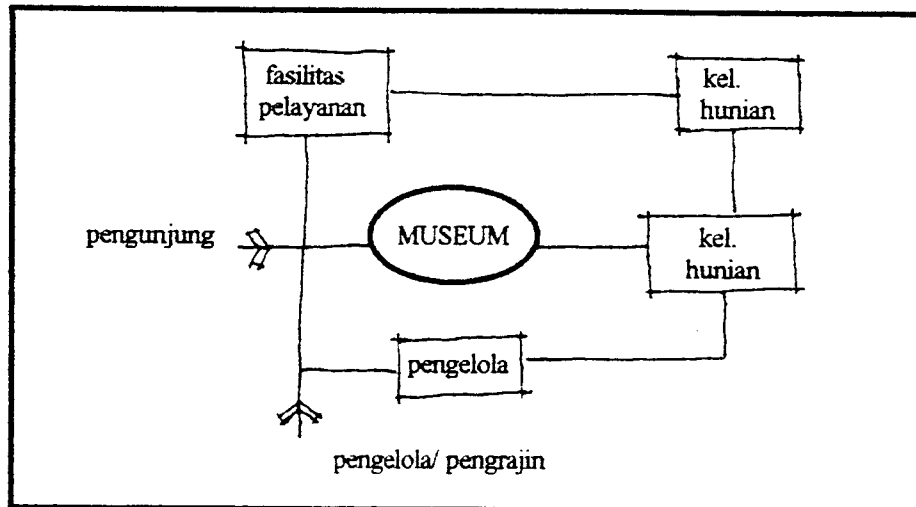 fasilitas
pelayanan
kel.
hunian
pengunjung
MUSEUM
kel.
hunian
pengelola
pengelola/ pengrajin